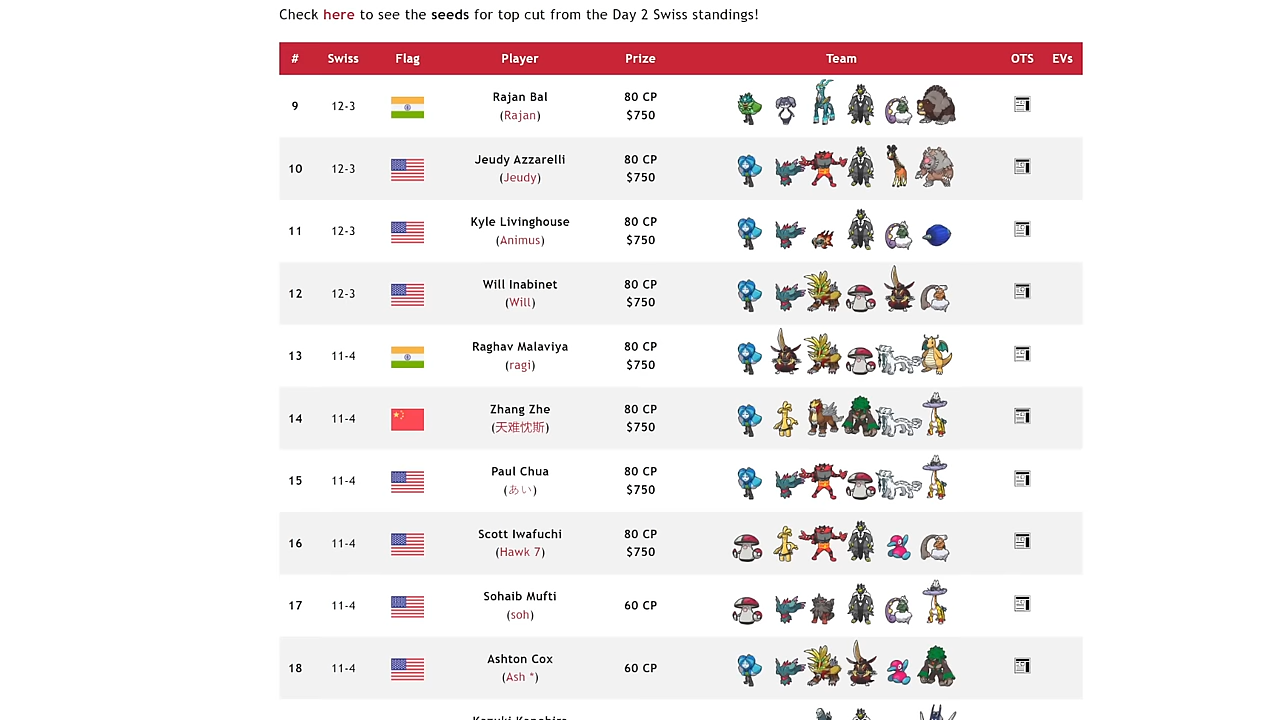 Check here to see the seeds for top cut from the Day 2 Swiss standings!
# Swiss Flag Player Prize Team OTS EVs
9 12-3 Rajan Bal 80 CP
(Rajan) $750
10 12-3 Jeudy Azzarelli 80 CP
(Jeudy) $750
11 12-3 Kyle Livinghouse 80 CP
(Animus) $750
12 12-3 Will Inabinet 80 CP
(Will) $750
13 11-4 Raghav Malaviya 80 CP
(ragi) $750
14 11-4 Zhang Zhe 80 CP
(天难忱斯) $750
15 11-4 Paul Chua 80 CP
(あい) $750
16 11-4 Scott Iwafuchi 80 CP
(Hawk 7) $750
17 11-4 Sohaib Mufti 60 CP
(soh)
18 11-4 Ashton Cox 60 CP
(Ash *)